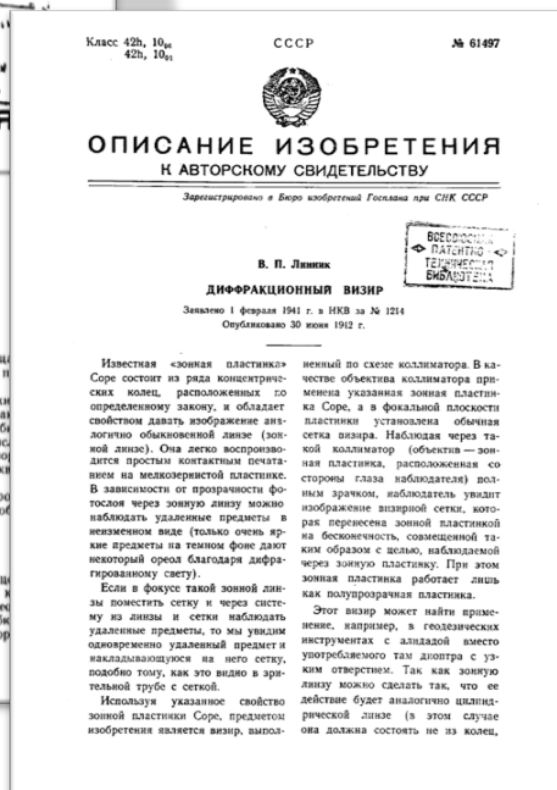 Класс 42h, 10₀₆
42h, 10₀₁
СССР
№ 61497
ОПИСАНИЕ ИЗОБРЕТЕНИЯ
К АВТОРСКОМУ СВИДЕТЕЛЬСТВУ
Зарегистрировано в Бюро изобретений Госплана при СНК СССР
ВСЕСОЮЗНАЯ
ПАТЕНТНО-
ТЕХНИЧЕСКАЯ
БИБЛИОТЕКА
В. П. Линник
ДИФФРАКЦИОННЫЙ ВИЗИР
Заявлено 1 февраля 1941 г. в НКВ за № 1214
Опубликовано 30 июня 1942 г.
Известная «зонная пластинка»
Соре состоит из ряда концентриче-
ских колец, расположенных по
определенному закону, и обладает
свойством давать изображение ана-
логично обыкновенной линзе (зон-
ной линзе). Она легко воспроизво-
дится простым контактным печата-
нием на мелкозернистой пластинке.
В зависимости от прозрачности фо-
тослоя через зонную линзу можно
наблюдать удаленные предметы в
неизменном виде (только очень яр-
кие предметы на темном фоне дают
некоторый ореол благодаря дифра-
гированному свету).
Если в фокусе такой зонной лин-
зы поместить сетку и через систе-
му из линзы и сетки наблюдать
удаленные предметы, то мы увидим
одновременно удаленный предмет и
накладывающуюся на него сетку,
подобно тому, как это видно в зри-
тельной трубе с сеткой.
Используя указанное свойство
зонной пластинки Соре, предметом
изобретения является визир, выпол-
ненный по схеме коллиматора. В ка-
честве объектива коллиматора при-
менена указанная зонная пластин-
ка Соре, а в фокальной плоскости
пластинки установлена обычная
сетка визира. Наблюдая через та-
кой коллиматор (объектив — зон-
ная пластинка, расположенная со
стороны глаза наблюдателя) пол-
ным зрачком, наблюдатель увидит
изображение визирной сетки, кото-
рая перенесена зонной пластинкой
на бесконечность, совмещенной та-
ким образом с целью, наблюдаемой
через зонную пластинку. При этом
зонная пластинка работает лишь
как полупрозрачная пластинка.
Этот визир может найти приме-
нение, например, в геодезических
инструментах с алидадой вместо
употребляемого там диоптра с уз-
ким отверстием. Так как зонную
линзу можно сделать так, что ее
действие будет аналогично цилинд-
рической линзе (в этом случае
она должна состоять не из колец,